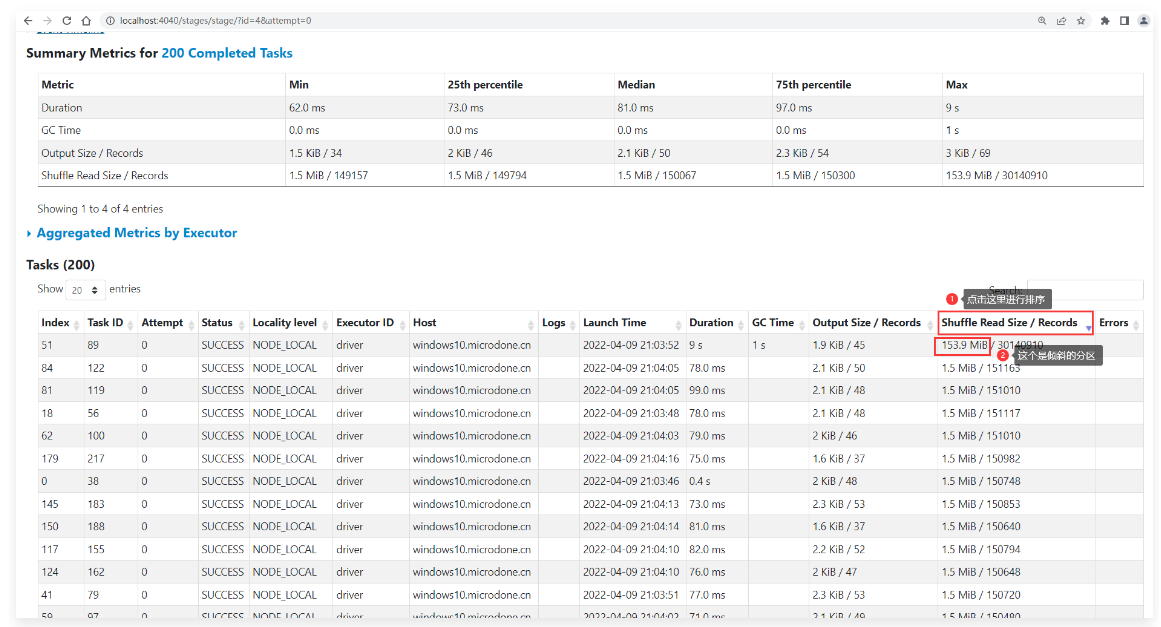 localhost:4040/stages/stage/?id=4&attempt=0
Summary Metrics for 200 Completed Tasks
Metric Min 25th percentile Median 75th percentile Max
Duration 62.0 ms 73.0 ms 81.0 ms 97.0 ms 9 s
GC Time 0.0 ms 0.0 ms 0.0 ms 0.0 ms 1 s
Output Size / Records 1.5 KiB / 34 2 KiB / 46 2.1 KiB / 50 2.3 KiB / 54 3 KiB / 69
Shuffle Read Size / Records 1.5 MiB / 149157 1.5 MiB / 149794 1.5 MiB / 150067 1.5 MiB / 150300 153.9 MiB / 30140910
Showing 1 to 4 of 4 entries
Aggregated Metrics by Executor
Tasks (200)
Show 20 entries Search:
1 点击这里进行排序
Index Task ID Attempt Status Locality level Executor ID Host Logs Launch Time Duration GC Time Output Size / Records Shuffle Read Size / Records Errors
51 89 0 SUCCESS NODE_LOCAL driver windows10.microdone.cn 2022-04-09 21:03:52 9 s 1 s 1.9 KiB / 45 153.9 MiB / 30140910
2 这个是倾斜的分区
84 122 0 SUCCESS NODE_LOCAL driver windows10.microdone.cn 2022-04-09 21:04:05 78.0 ms 2.1 KiB / 50 1.5 MiB / 151163
81 119 0 SUCCESS NODE_LOCAL driver windows10.microdone.cn 2022-04-09 21:04:05 99.0 ms 2.1 KiB / 48 1.5 MiB / 151010
18 56 0 SUCCESS NODE_LOCAL driver windows10.microdone.cn 2022-04-09 21:03:48 78.0 ms 2.1 KiB / 48 1.5 MiB / 151117
62 100 0 SUCCESS NODE_LOCAL driver windows10.microdone.cn 2022-04-09 21:04:03 79.0 ms 2 KiB / 46 1.5 MiB / 151010
179 217 0 SUCCESS NODE_LOCAL driver windows10.microdone.cn 2022-04-09 21:04:16 75.0 ms 1.6 KiB / 37 1.5 MiB / 150982
0 38 0 SUCCESS NODE_LOCAL driver windows10.microdone.cn 2022-04-09 21:03:46 0.4 s 2 KiB / 48 1.5 MiB / 150748
145 183 0 SUCCESS NODE_LOCAL driver windows10.microdone.cn 2022-04-09 21:04:13 73.0 ms 2.3 KiB / 53 1.5 MiB / 150853
150 188 0 SUCCESS NODE_LOCAL driver windows10.microdone.cn 2022-04-09 21:04:14 81.0 ms 1.6 KiB / 37 1.5 MiB / 150640
117 155 0 SUCCESS NODE_LOCAL driver windows10.microdone.cn 2022-04-09 21:04:10 82.0 ms 2.2 KiB / 52 1.5 MiB / 150794
124 162 0 SUCCESS NODE_LOCAL driver windows10.microdone.cn 2022-04-09 21:04:10 76.0 ms 2 KiB / 47 1.5 MiB / 150648
41 79 0 SUCCESS NODE_LOCAL driver windows10.microdone.cn 2022-04-09 21:03:51 77.0 ms 2.3 KiB / 53 1.5 MiB / 150720
59 97 0 SUCCESS NODE_LOCAL driver windows10.microdone.cn 2022-04-09 21:04:02 71.0 ms 2.1 KiB / 49 1.5 MiB / 150480